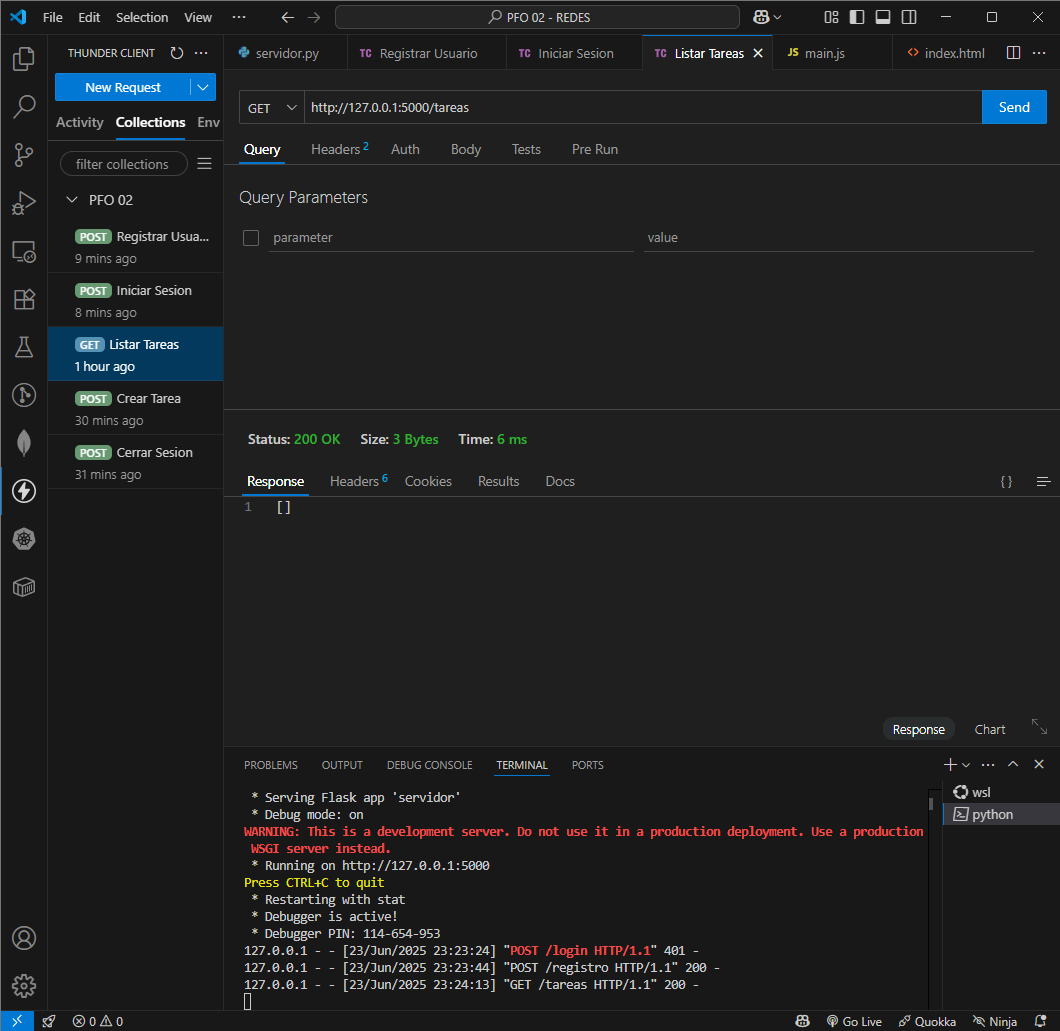 File Edit Selection View ··· PFO 02 - REDES
THUNDER CLIENT ···
New Request
Activity Collections Env
filter collections
PFO 02
POST Registrar Usua...
9 mins ago
POST Iniciar Sesion
8 mins ago
GET Listar Tareas
1 hour ago
POST Crear Tarea
30 mins ago
POST Cerrar Sesion
31 mins ago
servidor.py TC Registrar Usuario TC Iniciar Sesion TC Listar Tareas JS main.js <> index.html ···
GET http://127.0.0.1:5000/tareas Send
Query Headers 2 Auth Body Tests Pre Run
Query Parameters
parameter value
Status: 200 OK Size: 3 Bytes Time: 6 ms
Response Headers 6 Cookies Results Docs {}
1 []
Response Chart
PROBLEMS OUTPUT DEBUG CONSOLE TERMINAL PORTS ···
* Serving Flask app 'servidor'
* Debug mode: on
WARNING: This is a development server. Do not use it in a production deployment. Use a production
WSGI server instead.
* Running on http://127.0.0.1:5000
Press CTRL+C to quit
* Restarting with stat
* Debugger is active!
* Debugger PIN: 114-654-953
127.0.0.1 - - [23/Jun/2025 23:23:24] "POST /login HTTP/1.1" 401 -
127.0.0.1 - - [23/Jun/2025 23:23:44] "POST /registro HTTP/1.1" 200 -
127.0.0.1 - - [23/Jun/2025 23:24:13] "GET /tareas HTTP/1.1" 200 -
wsl
python
0 0 Go Live Quokka Ninja